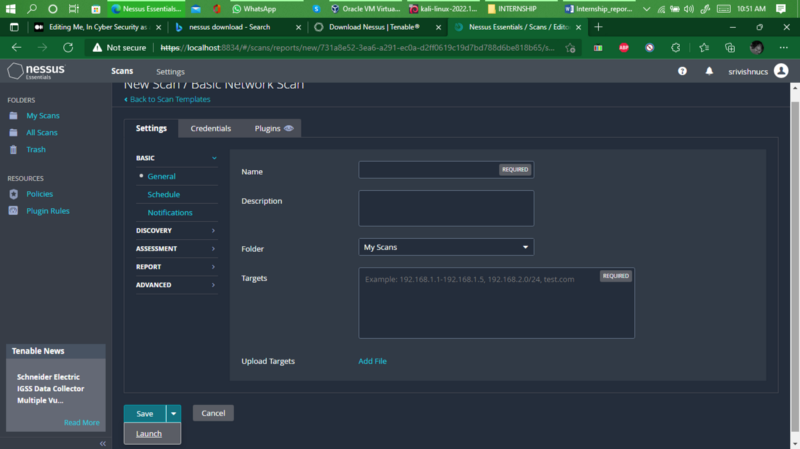 Nessus Essentials
WhatsApp
Oracle VM Virtua...
kali-linux-2022.1...
INTERNSHIP
Internship_repor...
10:51 AM
Editing Me, In Cyber Security as
nessus download - Search
Download Nessus | Tenable®
Nessus Essentials / Scans / Edito
Not secure
https://localhost:8834/#/scans/reports/new/731a8e52-3ea6-a291-ec0a-d2ff0619c19d7bd788d6be818b65/s...
ABP
nessus
Essentials
Scans
Settings
srivishnucs
FOLDERS
My Scans
All Scans
Trash
RESOURCES
Policies
Plugin Rules
New Scan / Basic Network Scan
Back to Scan Templates
Settings
Credentials
Plugins
BASIC
General
Schedule
Notifications
DISCOVERY
ASSESSMENT
REPORT
ADVANCED
Name
REQUIRED
Description
Folder
My Scans
Targets
Example: 192.168.1.1-192.168.1.5, 192.168.2.0/24, test.com
REQUIRED
Upload Targets
Add File
Tenable News
Schneider Electric
IGSS Data Collector
Multiple Vu...
Read More
Save
Cancel
Launch